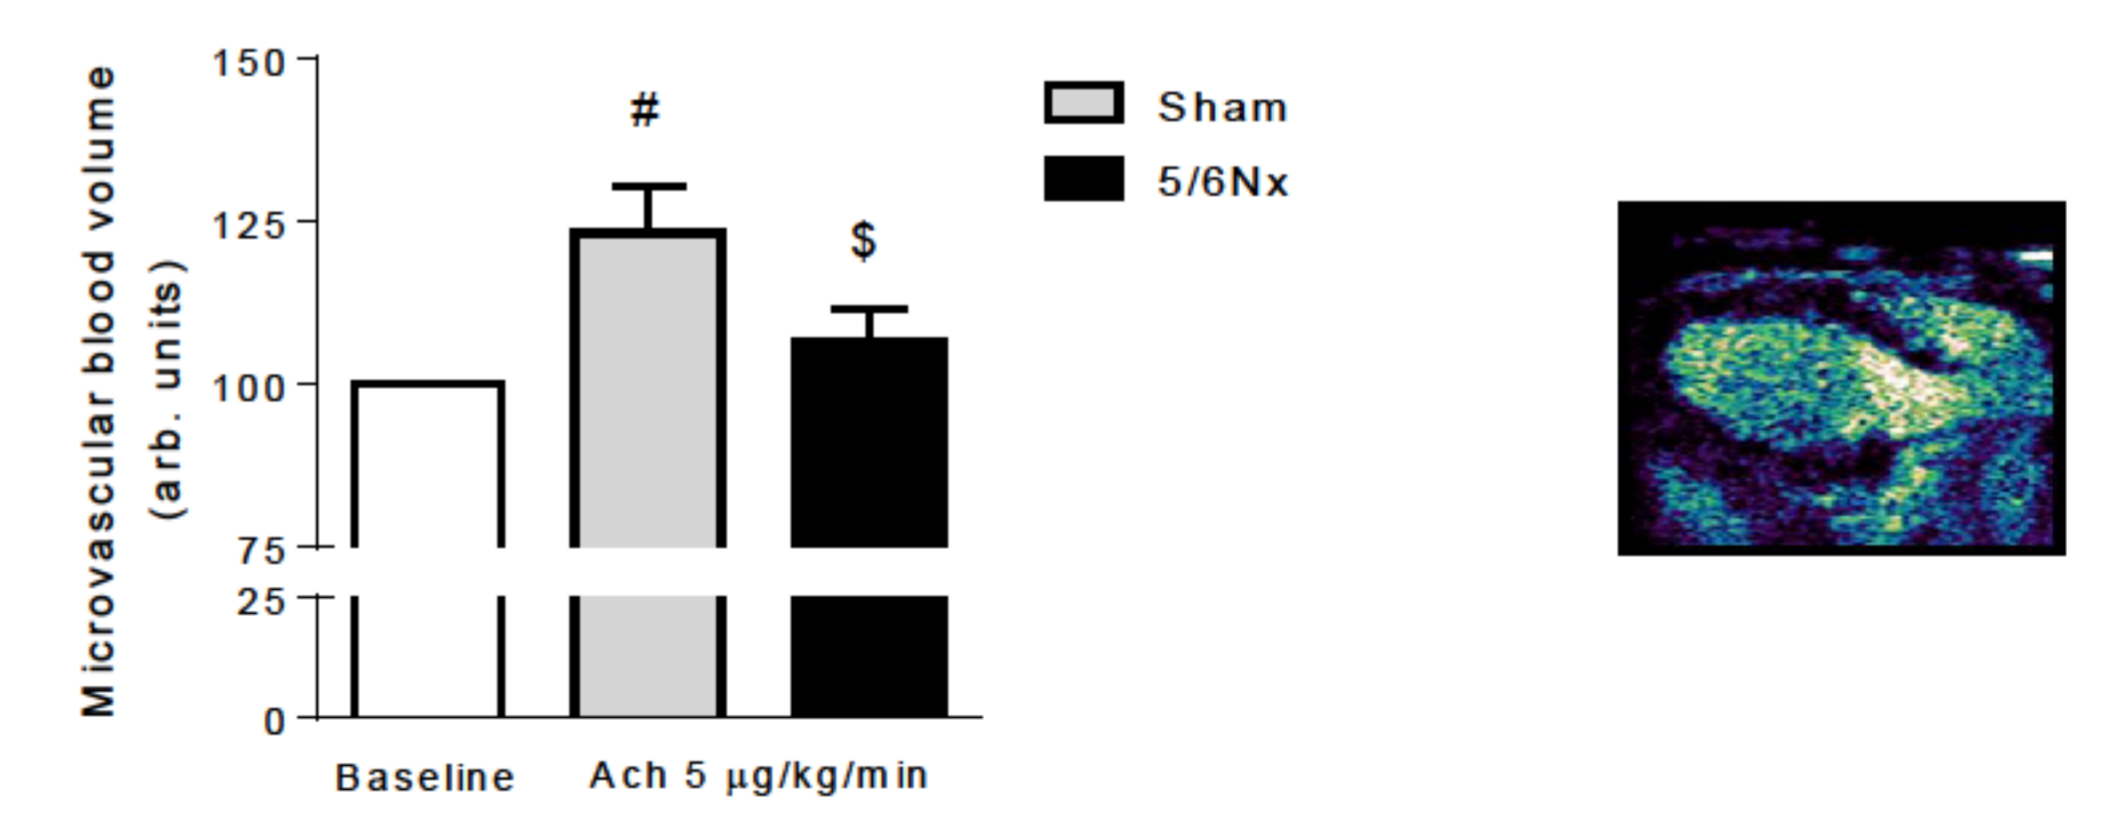 Microvascular blood volume
(arb. units)
150
125
100
75
25
0
#
$
Baseline
Ach 5 µg/kg/min
Sham
5/6Nx